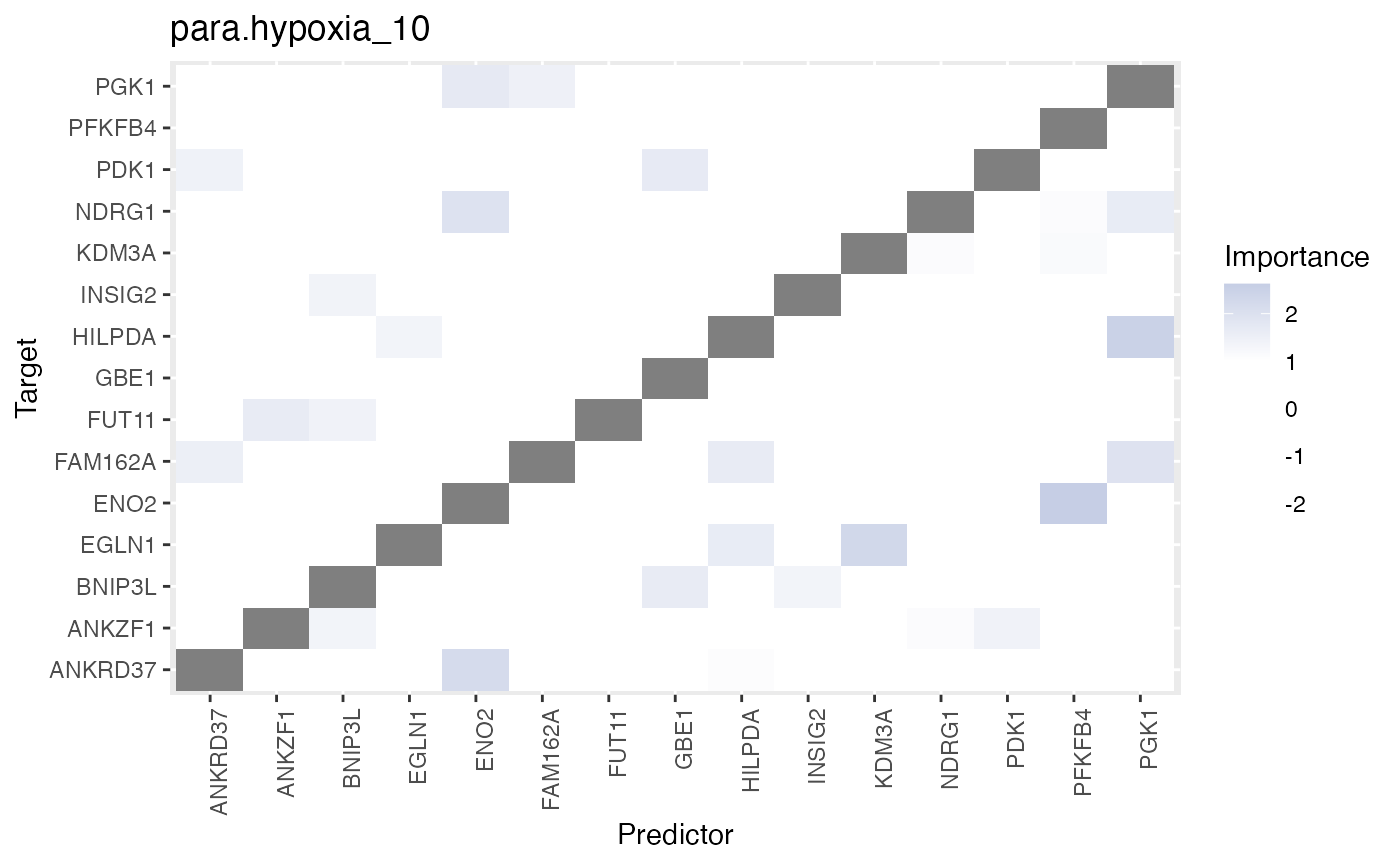 para.hypoxia_10
PGK1
PFKFB4
PDK1
NDRG1
KDM3A
INSIG2
HILPDA
GBE1
FUT11
FAM162A
ENO2
EGLN1
BNIP3L
ANKZF1
ANKRD37
Target
ANKRD37
ANKZF1
BNIP3L
EGLN1
ENO2
FAM162A
FUT11
GBE1
HILPDA
INSIG2
KDM3A
NDRG1
PDK1
PFKFB4
PGK1
Predictor
Importance
2
1
0
-1
-2